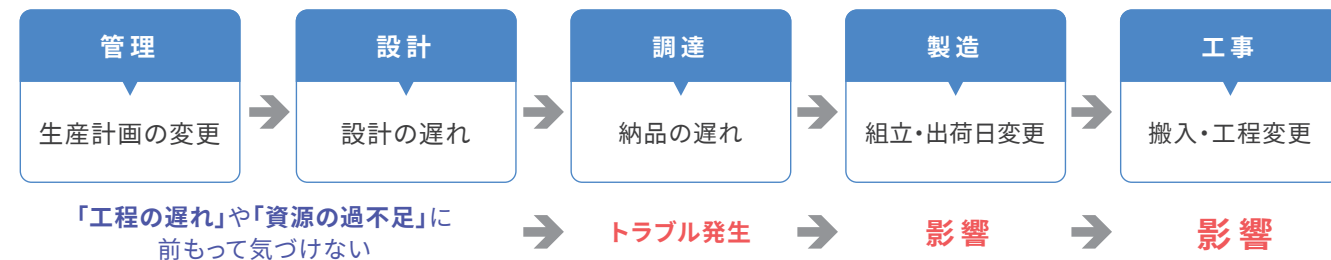 管理
設計
調達
製造
工事
生産計画の変更
設計の遅れ
納品の遅れ
組立・出荷日変更
搬入・工程変更
「工程の遅れ」や「資源の過不足」に
前もって気づけない
トラブル発生
影響
影響